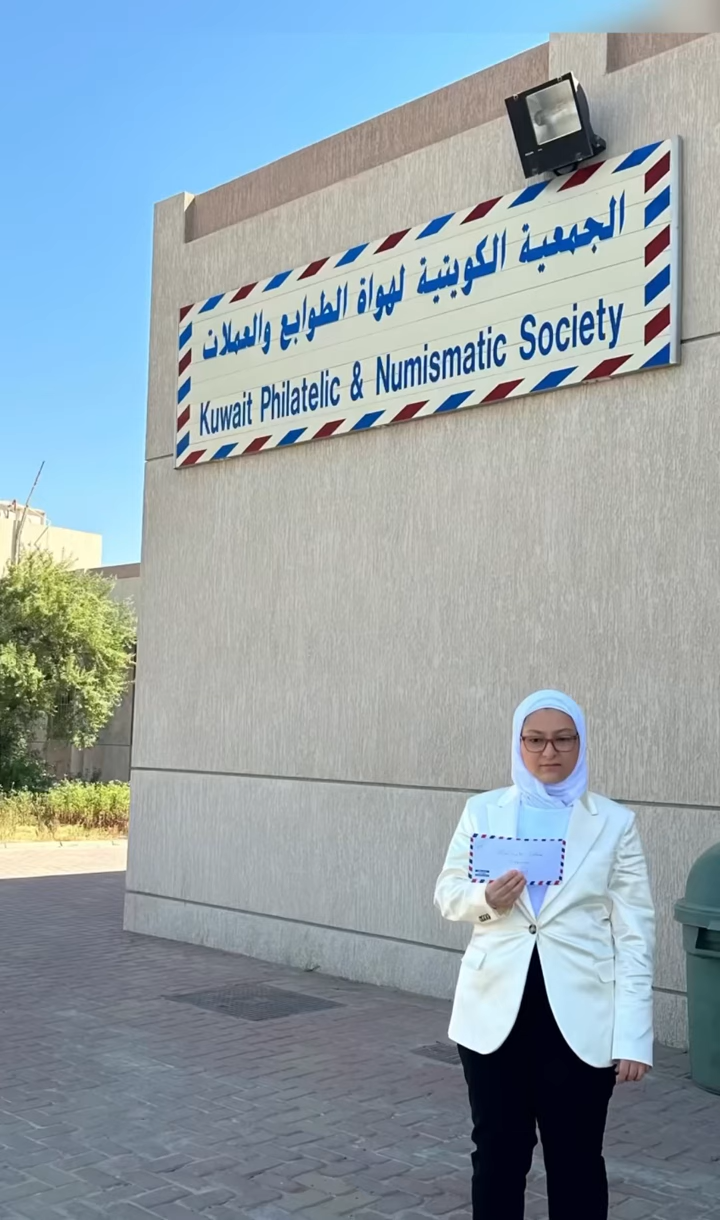 الجمعية الكويتية لهواة الطوابع والعملات
Kuwait Philatelic & Numismatic Society